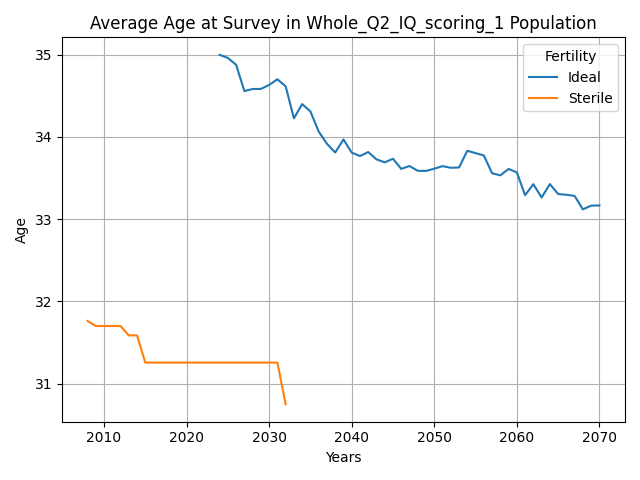 Average Age at Survey in Whole_Q2_IQ_scoring_1 Population
Fertility
Ideal
Sterile
35
34
33
32
31
Age
2010
2020
2030
2040
2050
2060
2070
Years